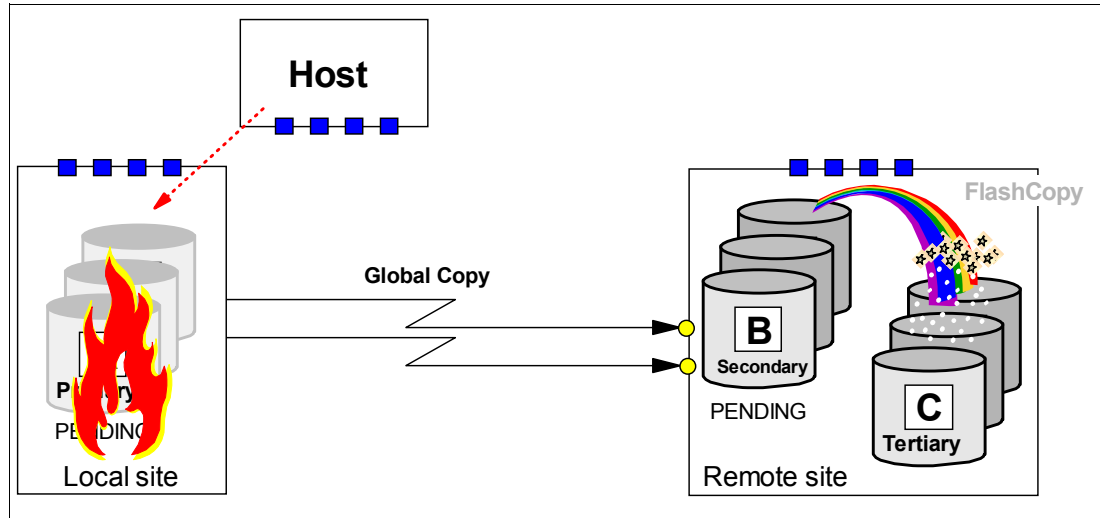 Host
FlashCopy
Global Copy
B
Secondary
PENDING
C
Tertiary
Local site
Remote site